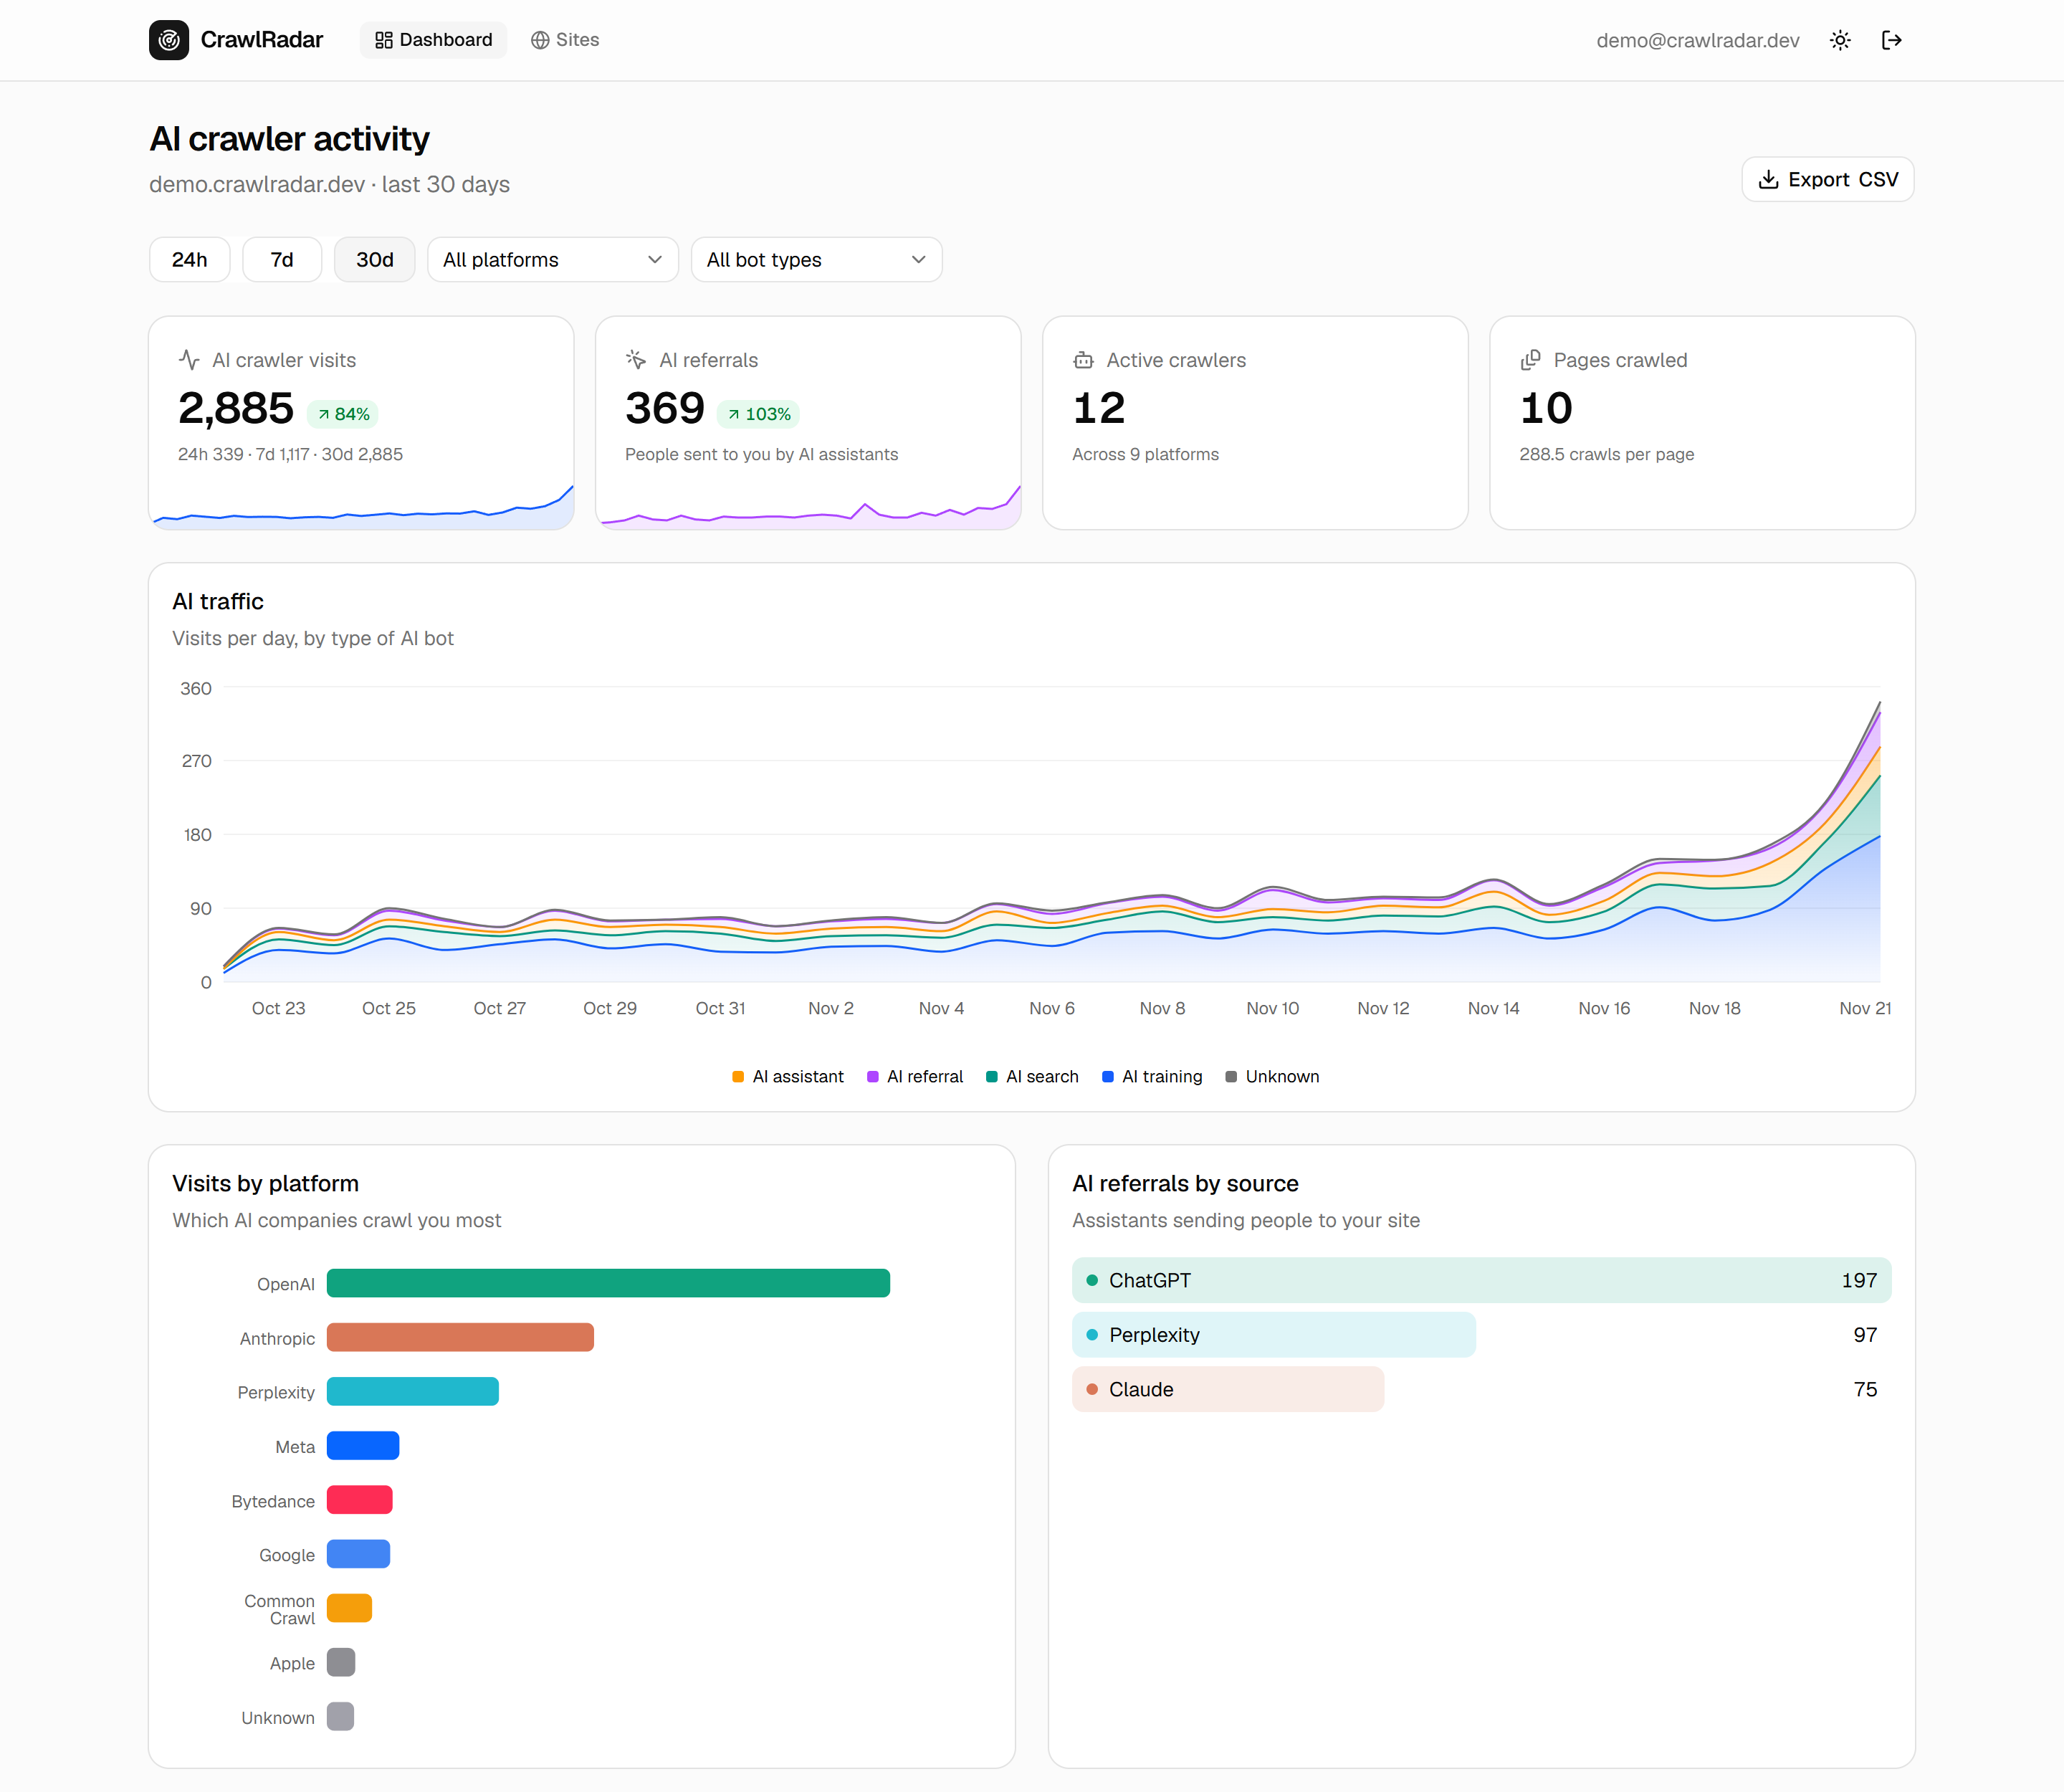 CrawlRadar
Dashboard
Sites
demo@crawlradar.dev
AI crawler activity
demo.crawlradar.dev · last 30 days
Export CSV
24h
7d
30d
All platforms
All bot types
AI crawler visits
2,885
84%
24h 339 · 7d 1,117 · 30d 2,885
AI referrals
369
103%
People sent to you by AI assistants
Active crawlers
12
Across 9 platforms
Pages crawled
10
288.5 crawls per page
AI traffic
Visits per day, by type of AI bot
360
270
180
90
0
Oct 23
Oct 25
Oct 27
Oct 29
Oct 31
Nov 2
Nov 4
Nov 6
Nov 8
Nov 10
Nov 12
Nov 14
Nov 16
Nov 18
Nov 21
AI assistant
AI referral
AI search
AI training
Unknown
Visits by platform
Which AI companies crawl you most
OpenAI
Anthropic
Perplexity
Meta
Bytedance
Google
Common
Crawl
Apple
Unknown
AI referrals by source
Assistants sending people to your site
ChatGPT 197
Perplexity 97
Claude 75